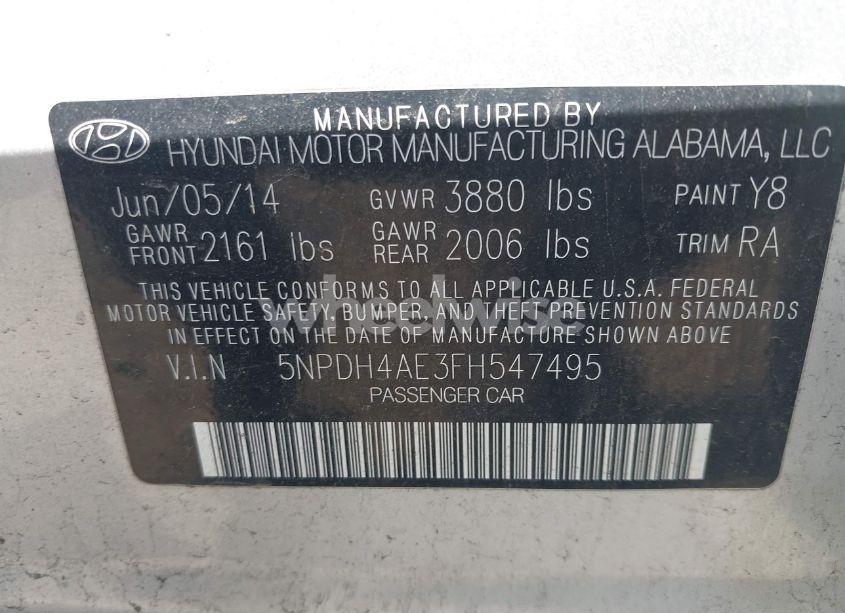 MANUFACTURED BY
HYUNDAI MOTOR MANUFACTURING ALABAMA, LLC
Jun/05/14 GVWR 3880 lbs PAINT Y8
GAWR FRONT 2161 lbs GAWR REAR 2006 lbs TRIM RA
THIS VEHICLE CONFORMS TO ALL APPLICABLE U.S.A. FEDERAL
MOTOR VEHICLE SAFETY, BUMPER, AND THEFT PREVENTION STANDARDS
IN EFFECT ON THE DATE OF MANUFACTURE SHOWN ABOVE
wheelwise
V.I.N 5NPDH4AE3FH547495
PASSENGER CAR